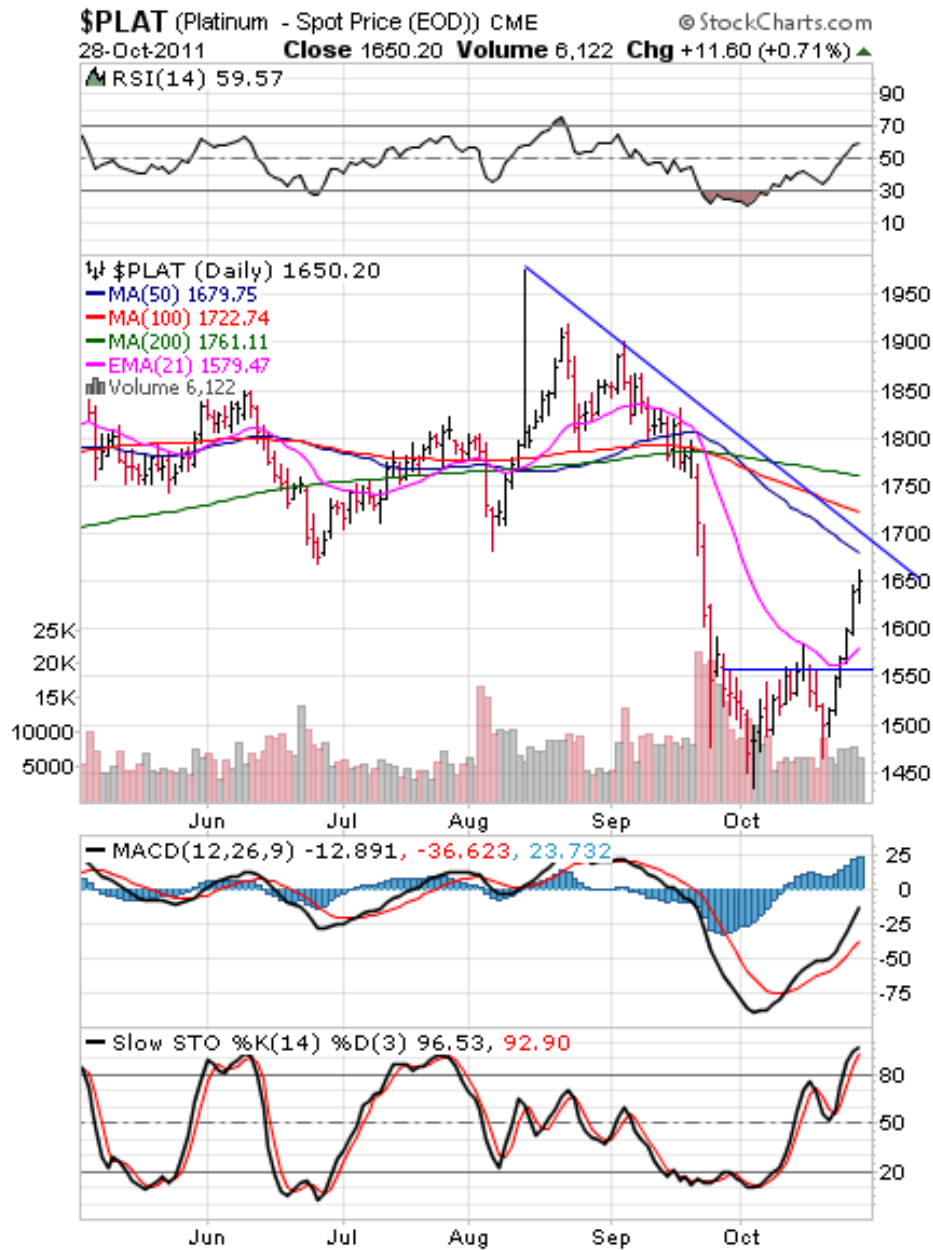 $PLAT (Platinum - Spot Price (EOD)) CME © StockCharts.com
28-Oct-2011 Close 1650.20 Volume 6,122 Chg +11.60 (+0.71%)
RSI(14) 59.57
90
70
50
30
10
$PLAT (Daily) 1650.20
MA(50) 1679.75
MA(100) 1722.74
MA(200) 1761.11
EMA(21) 1579.47
Volume 6,122
1950
1900
1850
1800
1750
1700
1650
1600
1550
1500
1450
25K
20K
15K
10000
5000
Jun Jul Aug Sep Oct
MACD(12,26,9) -12.891, -36.623, 23.732
25
0
-25
-50
-75
Slow STO %K(14) %D(3) 96.53, 92.90
80
50
20
Jun Jul Aug Sep Oct